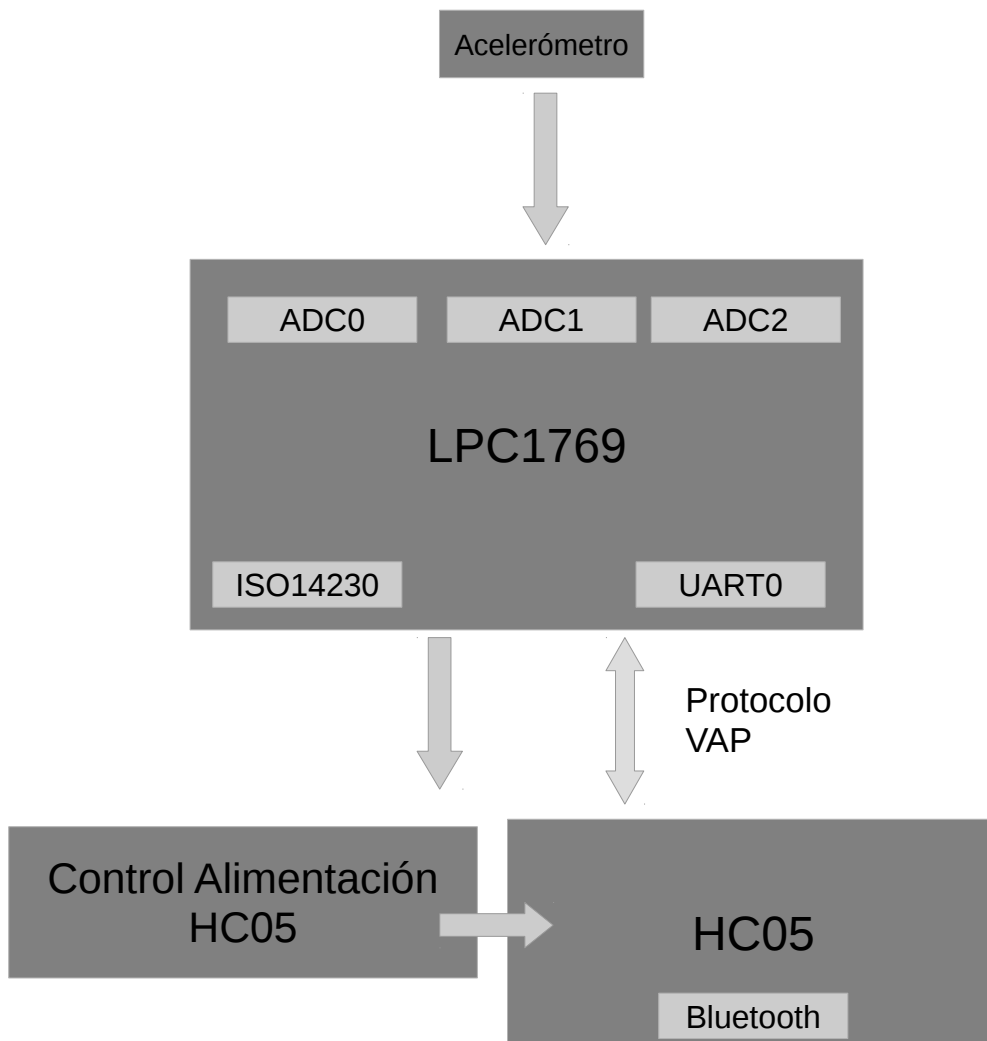 Acelerómetro
ADC0
ADC1
ADC2
LPC1769
ISO14230
UART0
Protocolo
VAP
Control Alimentación
HC05
HC05
Bluetooth